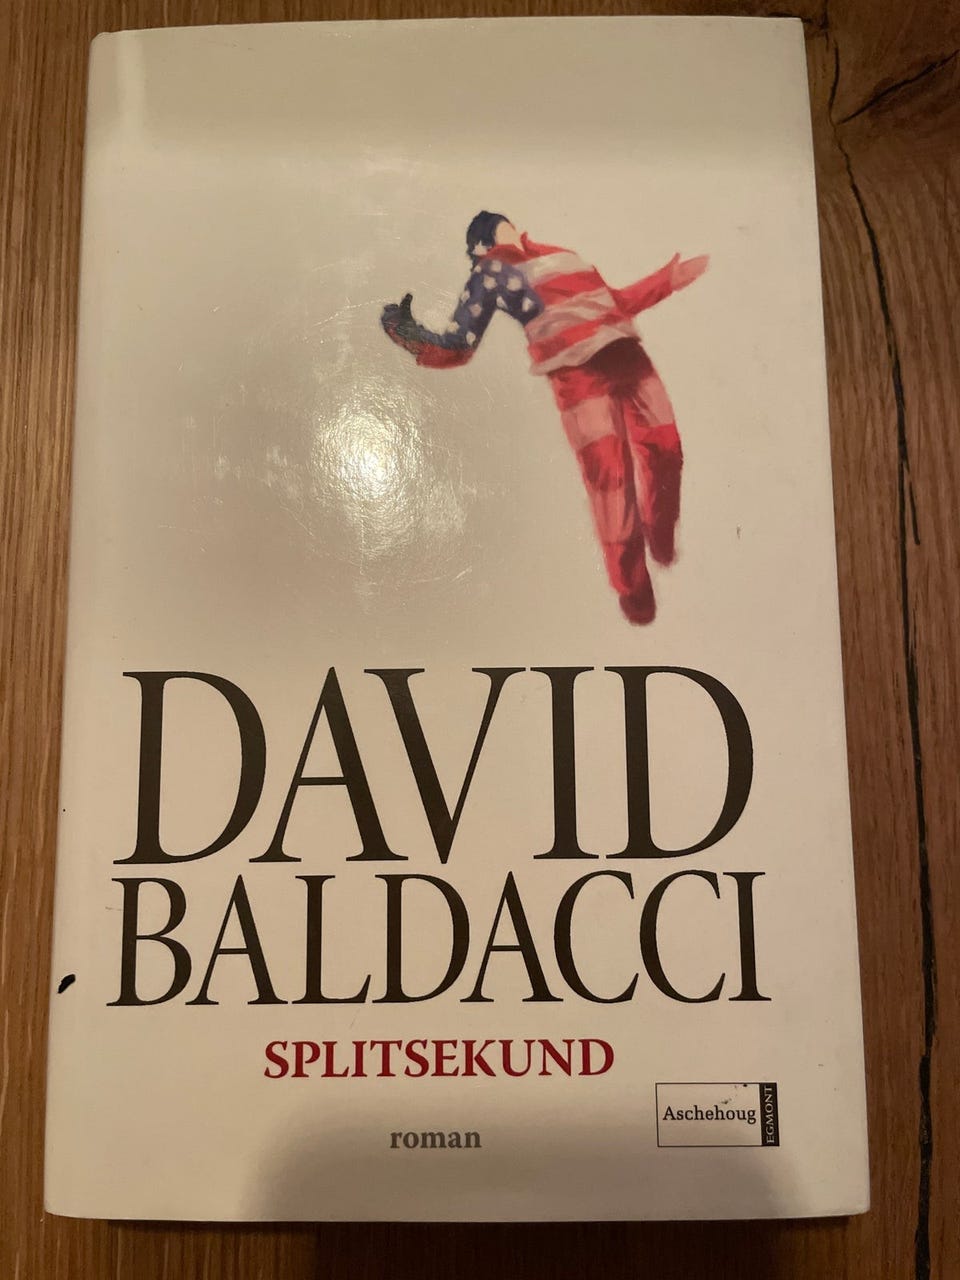 DAVID
BALDACCI
SPLITSEKUND
roman
Aschehoug
EGMONT